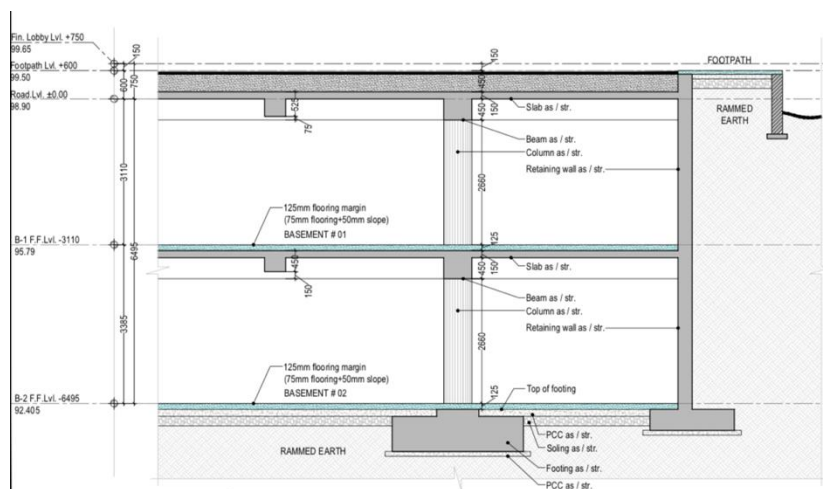 Fin. Lobby Lvl. +750
99.65
Footpath Lvl. +600
99.50
Road.Lvl. ±0.00
98.90
150
600
750
150
450
FOOTPATH
525
75
450
150
Slab as / str.
RAMMED
EARTH
Beam as / str.
Column as / str.
Retaining wall as / str.
3110
2660
125mm flooring margin
(75mm flooring+50mm slope)
BASEMENT # 01
B-1 F.F.Lvl. -3110
95.79
6495
125
450
150
450
150
Slab as / str.
Beam as / str.
Column as / str.
Retaining wall as / str.
3385
2660
125mm flooring margin
(75mm flooring+50mm slope)
BASEMENT # 02
B-2 F.F.Lvl. -6495
92.405
125
Top of footing
PCC as / str.
Soling as / str.
RAMMED EARTH
Footing as / str.
PCC as / str.